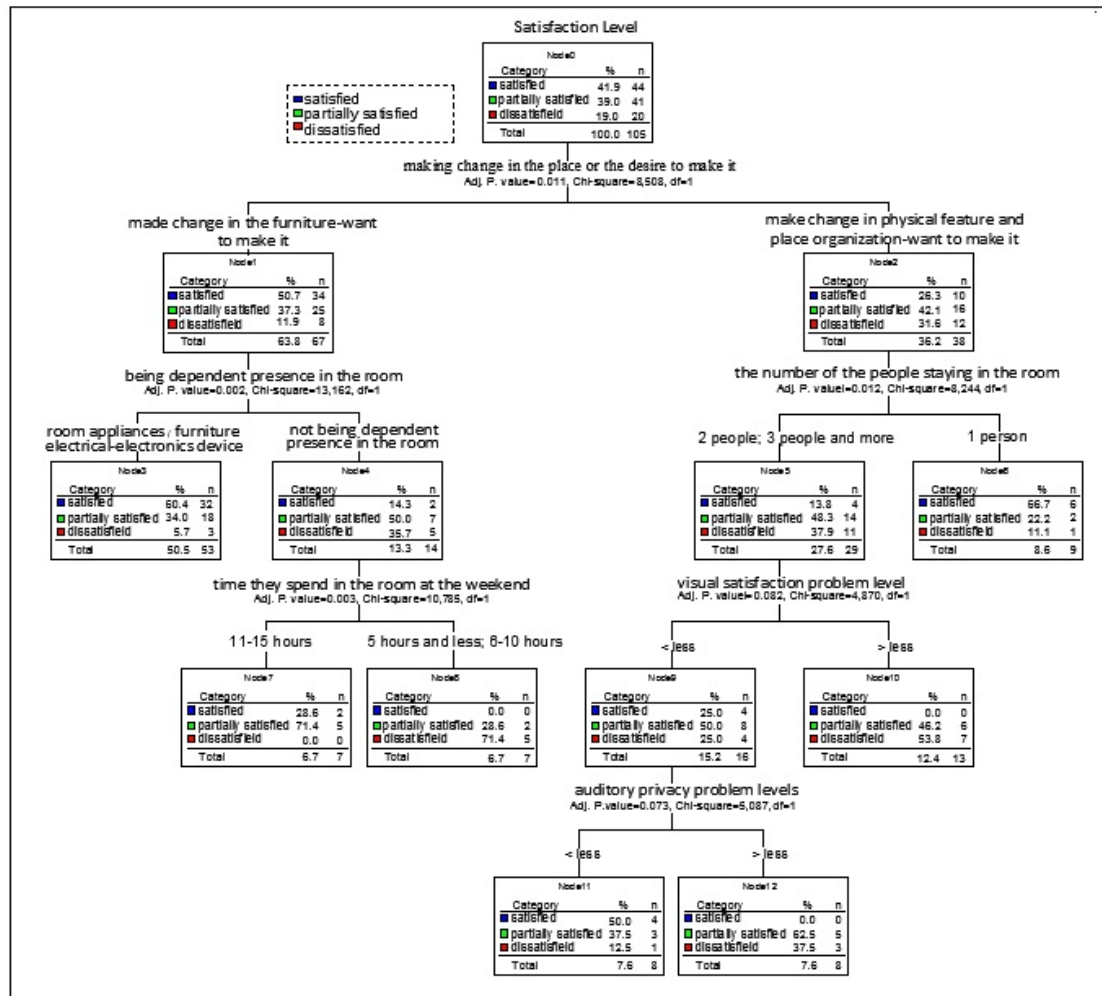 Satisfaction Level
Node0
Category % n
satisfied 41.9 44
partially satisfied 39.0 41
dissatisfield 19.0 20
Total 100.0 105
satisfied
partially satisfied
dissatisfied
making change in the place or the desire to make it
Adj. P. value=0.011, Chi-square=8,508, df=1
made change in the furniture-want
to make it
Node1
Category % n
satisfied 50.7 34
partially satisfied 37.3 25
dissatisfield 11.9 8
Total 63.8 67
make change in physical feature and
place organization-want to make it
Node2
Category % n
satisfied 26.3 10
partially satisfied 42.1 16
dissatisfield 31.6 12
Total 36.2 38
being dependent presence in the room
Adj. P. value=0.002, Chi-square=13,162, df=1
the number of the people staying in the room
Adj. P. valuel=0.012, Chi-square=8,244, df=1
room appliances, furniture
electrical-electronics device
not being dependent
presence in the room
2 people; 3 people and more
1 person
Node3
Category % n
satisfied 60.4 32
partially satisfied 34.0 18
dissatisfield 5.7 3
Total 50.5 53
Node4
Category % n
satisfied 14.3 2
partially satisfied 50.0 7
dissatisfield 35.7 5
Total 13.3 14
Node5
Category % n
satisfied 13.8 4
partially satisfied 48.3 14
dissatisfield 37.9 11
Total 27.6 29
Node6
Category % n
satisfied 66.7 6
partially satisfied 22.2 2
dissatisfield 11.1 1
Total 8.6 9
time they spend in the room at the weekend
Adj. P. value=0.003, Chi-square=10,785, df=1
visual satisfaction problem level
Adj. P. valuel=0.082, Chi-square=4,870, df=1
11-15 hours
5 hours and less; 6-10 hours
< less
> less
Node7
Category % n
satisfied 28.6 2
partially satisfied 71.4 5
dissatisfield 0.0 0
Total 6.7 7
Node8
Category % n
satisfied 0.0 0
partially satisfied 28.6 2
dissatisfield 71.4 5
Total 6.7 7
Node9
Category % n
satisfied 25.0 4
partially satisfied 50.0 8
dissatisfield 25.0 4
Total 15.2 16
Node10
Category % n
satisfied 0.0 0
partially satisfied 46.2 6
dissatisfield 53.8 7
Total 12.4 13
auditory privacy problem levels
Adj. P.value=0.073, Chi-square=5,087, df=1
< less
> less
Node11
Category % n
satisfied 50.0 4
partially satisfied 37.5 3
dissatisfield 12.5 1
Total 7.6 8
Node12
Category % n
satisfied 0.0 0
partially satisfied 62.5 5
dissatisfield 37.5 3
Total 7.6 8